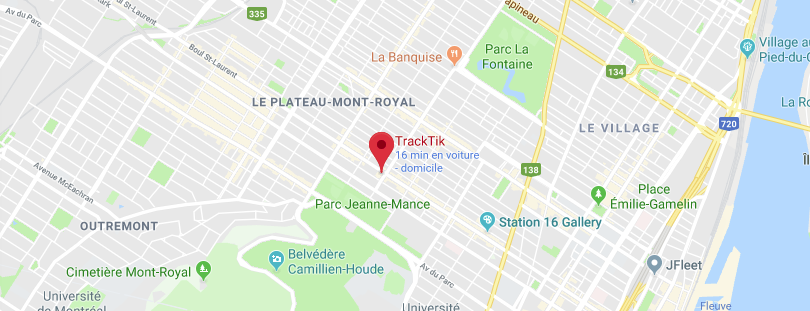 Av du Parc
335
apineau
Boul St-Laurent
La Banquise
Parc La
Fontaine
Village au
Pied-du-C
134
LE PLATEAU-MONT-ROYAL
La Ro
720
LE VILLAGE
TrackTik
16 min en voiture
- domicile
138
Île
Avenue McEachran
Parc Jeanne-Mance
Place
Émilie-Gamelin
OUTREMONT
Station 16 Gallery
Belvédère
Camillien-Houde
Cimetière Mont-Royal
Av du Parc
JFleet
Université
de Montréal
Université
Fleuve